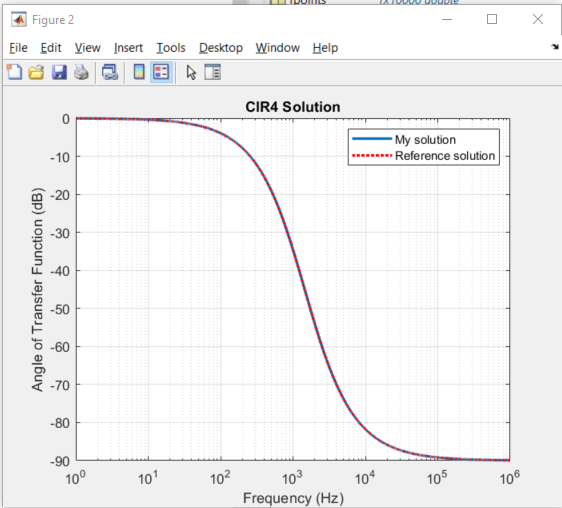 fpoints 1x10000 double
Figure 2
File Edit View Insert Tools Desktop Window Help
CIR4 Solution
My solution
Reference solution
Angle of Transfer Function (dB)
0
-10
-20
-30
-40
-50
-60
-70
-80
-90
10^0 10^1 10^2 10^3 10^4 10^5 10^6
Frequency (Hz)